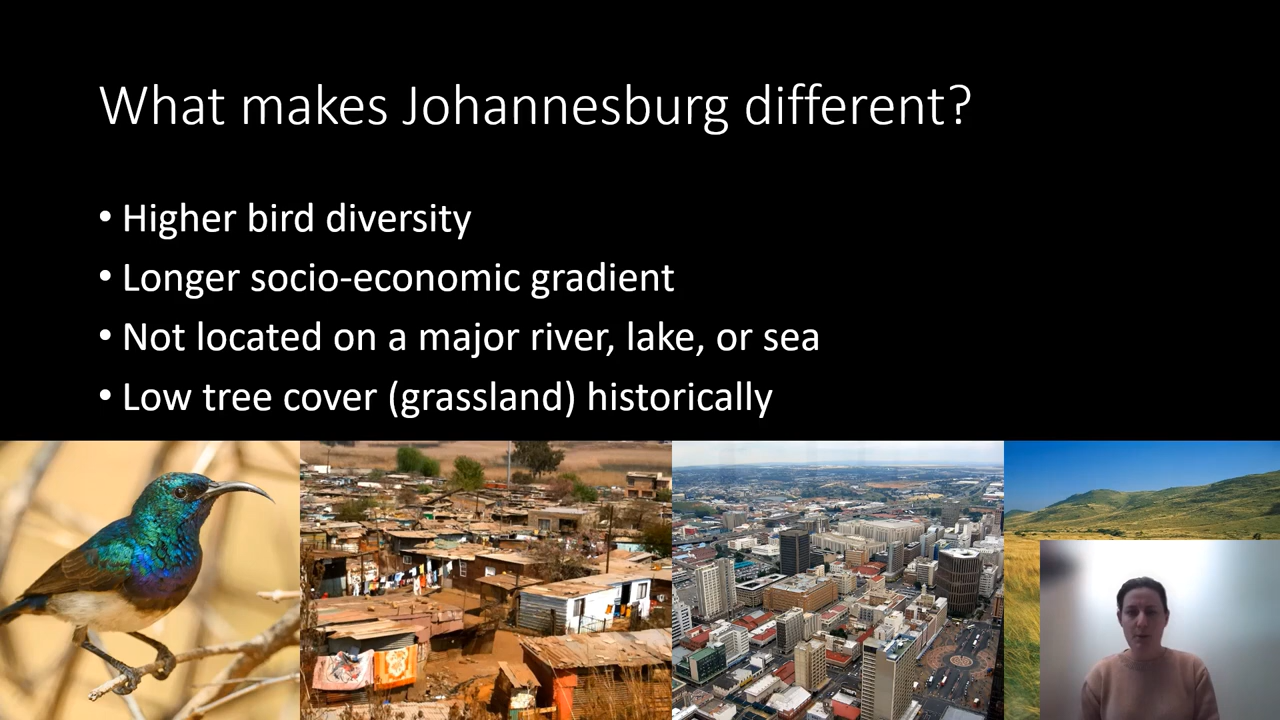 What makes Johannesburg different?
• Higher bird diversity
• Longer socio-economic gradient
• Not located on a major river, lake, or sea
• Low tree cover (grassland) historically